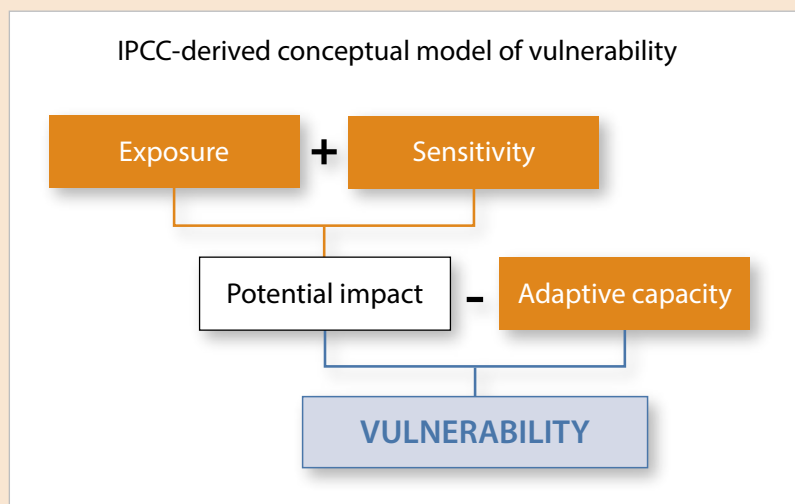 IPCC-derived conceptual model of vulnerability
Exposure + Sensitivity
Potential impact - Adaptive capacity
VULNERABILITY